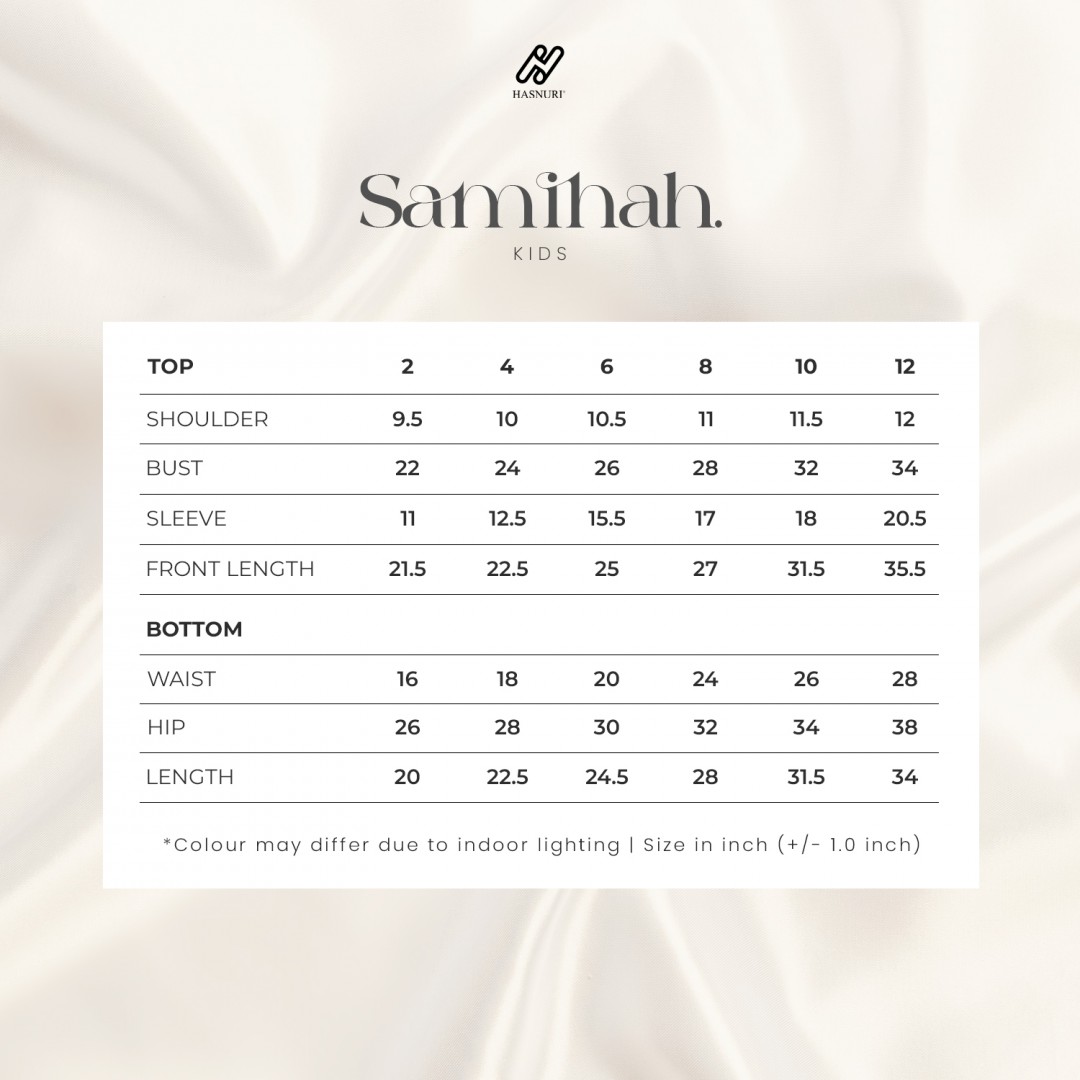 HASNURI®
Samihah.
KIDS
TOP 2 4 6 8 10 12
SHOULDER 9.5 10 10.5 11 11.5 12
BUST 22 24 26 28 32 34
SLEEVE 11 12.5 15.5 17 18 20.5
FRONT LENGTH 21.5 22.5 25 27 31.5 35.5
BOTTOM
WAIST 16 18 20 24 26 28
HIP 26 28 30 32 34 38
LENGTH 20 22.5 24.5 28 31.5 34
*Colour may differ due to indoor lighting | Size in inch (+/- 1.0 inch)